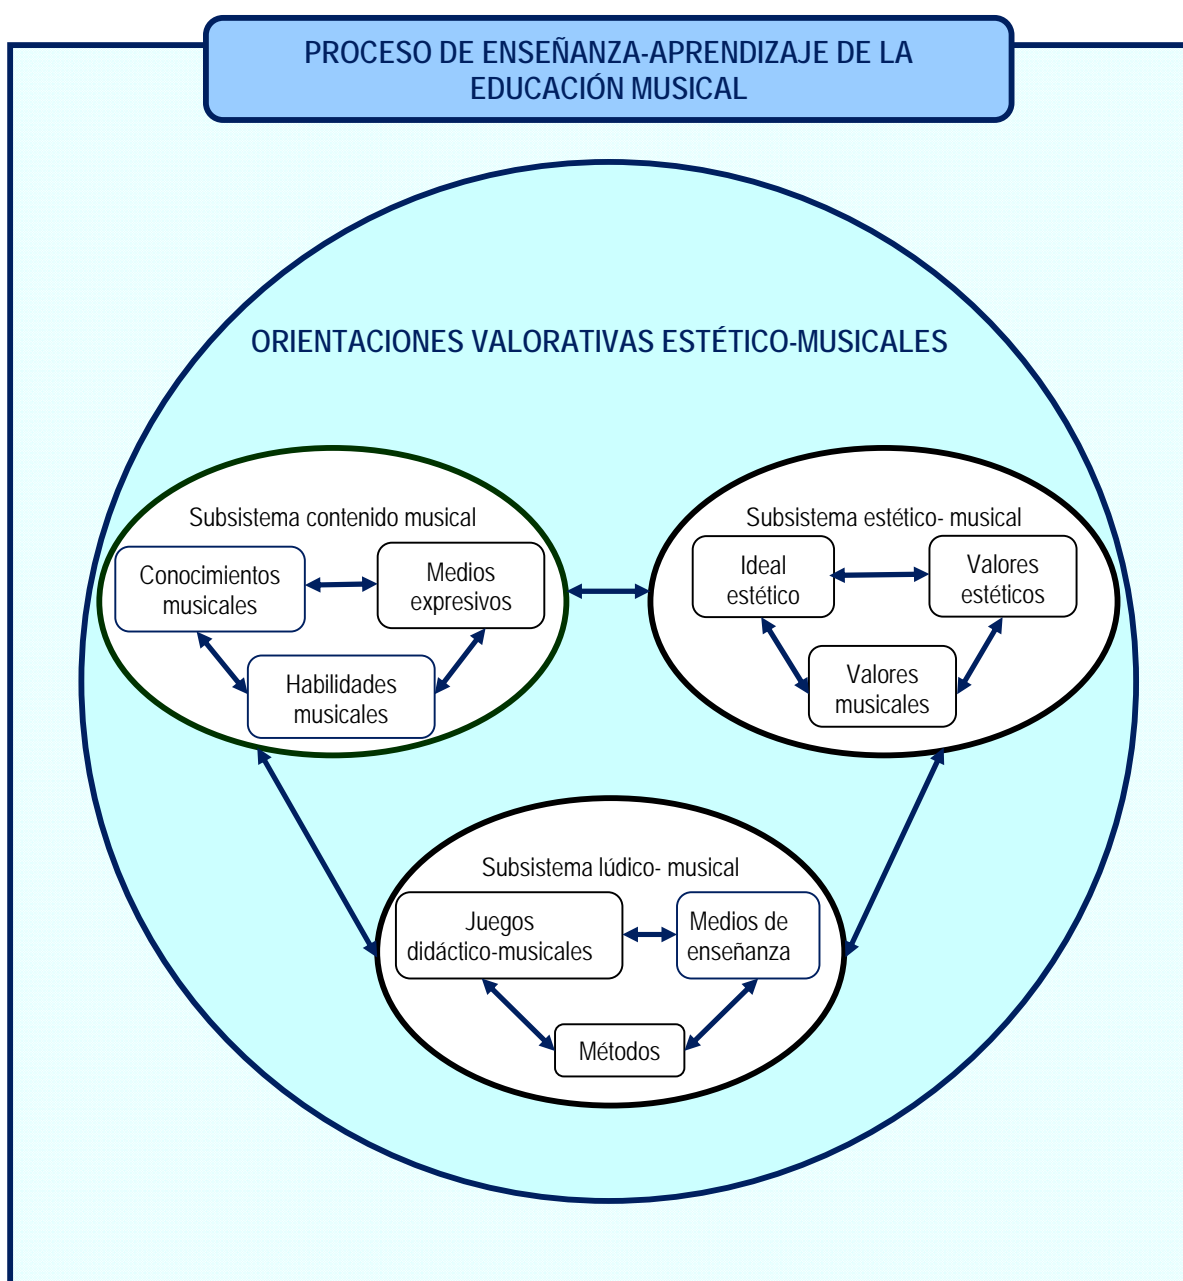 PROCESO DE ENSEÑANZA-APRENDIZAJE DE LA
EDUCACIÓN MUSICAL
ORIENTACIONES VALORATIVAS ESTÉTICO-MUSICALES
Subsistema contenido musical
Conocimientos
musicales
Medios
expresivos
Habilidades
musicales
Subsistema estético- musical
Ideal
estético
Valores
estéticos
Valores
musicales
Subsistema lúdico- musical
Juegos
didáctico-musicales
Medios de
enseñanza
Métodos